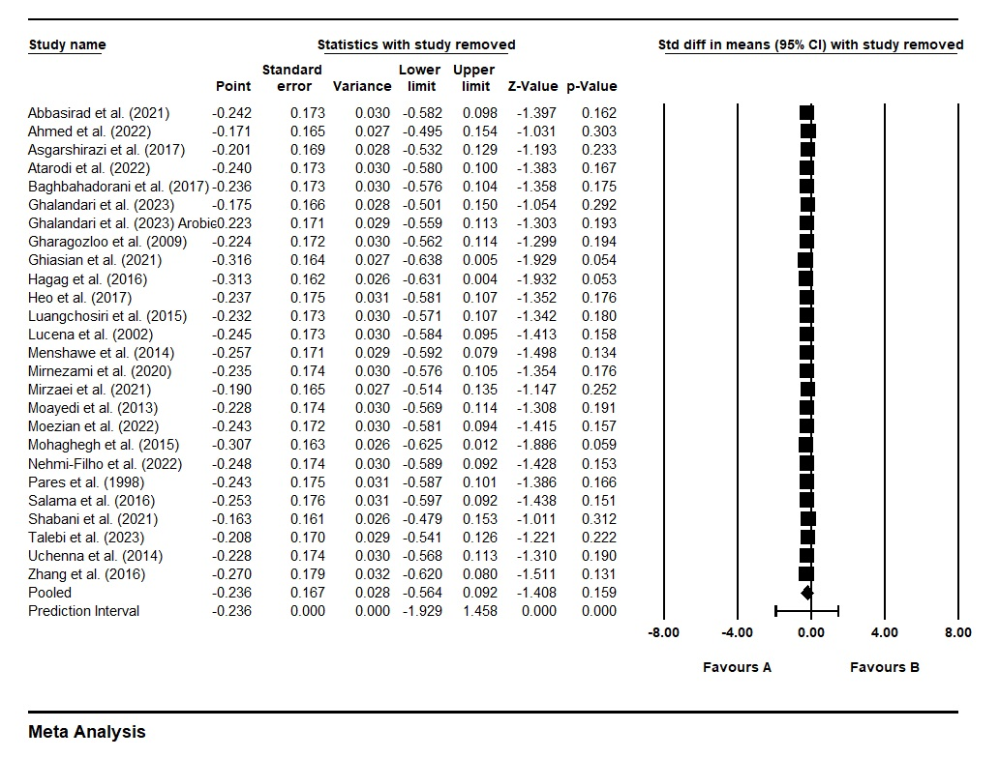 Study name Statistics with study removed Std diff in means (95% CI) with study removed
Standard Lower Upper
Point error Variance limit limit Z-Value p-Value
Abbasirad et al. (2021) -0.242 0.173 0.030 -0.582 0.098 -1.397 0.162
Ahmed et al. (2022) -0.171 0.165 0.027 -0.495 0.154 -1.031 0.303
Asgarshirazi et al. (2017) -0.201 0.169 0.028 -0.532 0.129 -1.193 0.233
Atarodi et al. (2022) -0.240 0.173 0.030 -0.580 0.100 -1.383 0.167
Baghbahadorani et al. (2017) -0.236 0.173 0.030 -0.576 0.104 -1.358 0.175
Ghalandari et al. (2023) -0.175 0.166 0.028 -0.501 0.150 -1.054 0.292
Ghalandari et al. (2023) Arobic -0.223 0.171 0.029 -0.559 0.113 -1.303 0.193
Gharagozloo et al. (2009) -0.224 0.172 0.030 -0.562 0.114 -1.299 0.194
Ghiasian et al. (2021) -0.316 0.164 0.027 -0.638 0.005 -1.929 0.054
Hagag et al. (2016) -0.313 0.162 0.026 -0.631 0.004 -1.932 0.053
Heo et al. (2017) -0.237 0.175 0.031 -0.581 0.107 -1.352 0.176
Luangchosiri et al. (2015) -0.232 0.173 0.030 -0.571 0.107 -1.342 0.180
Lucena et al. (2002) -0.245 0.173 0.030 -0.584 0.095 -1.413 0.158
Menshawe et al. (2014) -0.257 0.171 0.029 -0.592 0.079 -1.498 0.134
Mirnezami et al. (2020) -0.235 0.174 0.030 -0.576 0.105 -1.354 0.176
Mirzaei et al. (2021) -0.190 0.165 0.027 -0.514 0.135 -1.147 0.252
Moayedi et al. (2013) -0.228 0.174 0.030 -0.569 0.114 -1.308 0.191
Moezian et al. (2022) -0.243 0.172 0.030 -0.581 0.094 -1.415 0.157
Mohaghegh et al. (2015) -0.307 0.163 0.026 -0.625 0.012 -1.886 0.059
Nehmi-Filho et al. (2022) -0.248 0.174 0.030 -0.589 0.092 -1.428 0.153
Pares et al. (1998) -0.243 0.175 0.031 -0.587 0.101 -1.386 0.166
Salama et al. (2016) -0.253 0.176 0.031 -0.597 0.092 -1.438 0.151
Shabani et al. (2021) -0.163 0.161 0.026 -0.479 0.153 -1.011 0.312
Talebi et al. (2023) -0.208 0.170 0.029 -0.541 0.126 -1.221 0.222
Uchenna et al. (2014) -0.228 0.174 0.030 -0.568 0.113 -1.310 0.190
Zhang et al. (2016) -0.270 0.179 0.032 -0.620 0.080 -1.511 0.131
Pooled -0.236 0.167 0.028 -0.564 0.092 -1.408 0.159
Prediction Interval -0.236 0.000 0.000 -1.929 1.458 0.000 0.000
-8.00 -4.00 0.00 4.00 8.00
Favours A Favours B
Meta Analysis